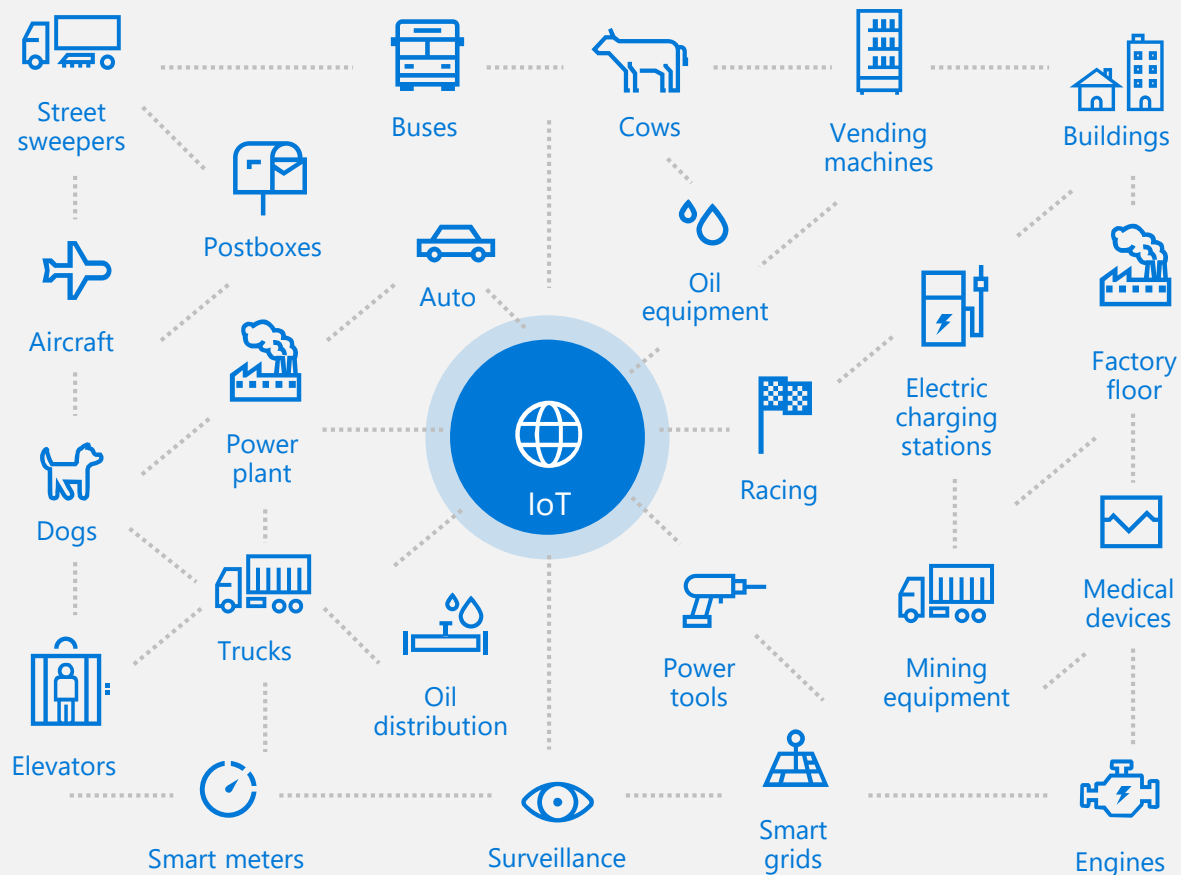 Street
sweepers
Buses
Cows
Vending
machines
Buildings
Postboxes
Auto
Oil
equipment
Aircraft
Power
plant
Electric
charging
stations
Factory
floor
Racing
IoT
Dogs
Trucks
Oil
distribution
Power
tools
Mining
equipment
Medical
devices
Elevators
Smart meters
Surveillance
Smart
grids
Engines